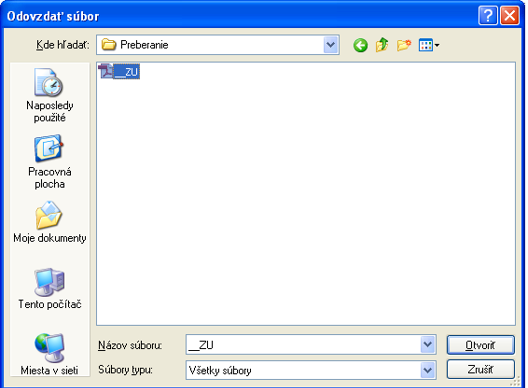 Odovzdať súbor
Kde hľadať:
Preberanie
__ZU
Naposledy
použité
Pracovná
plocha
Moje dokumenty
Tento počítač
Miesta v sieti
Názov súboru:
__ZU
Otvoriť
Súbory typu:
Všetky súbory
Zrušiť